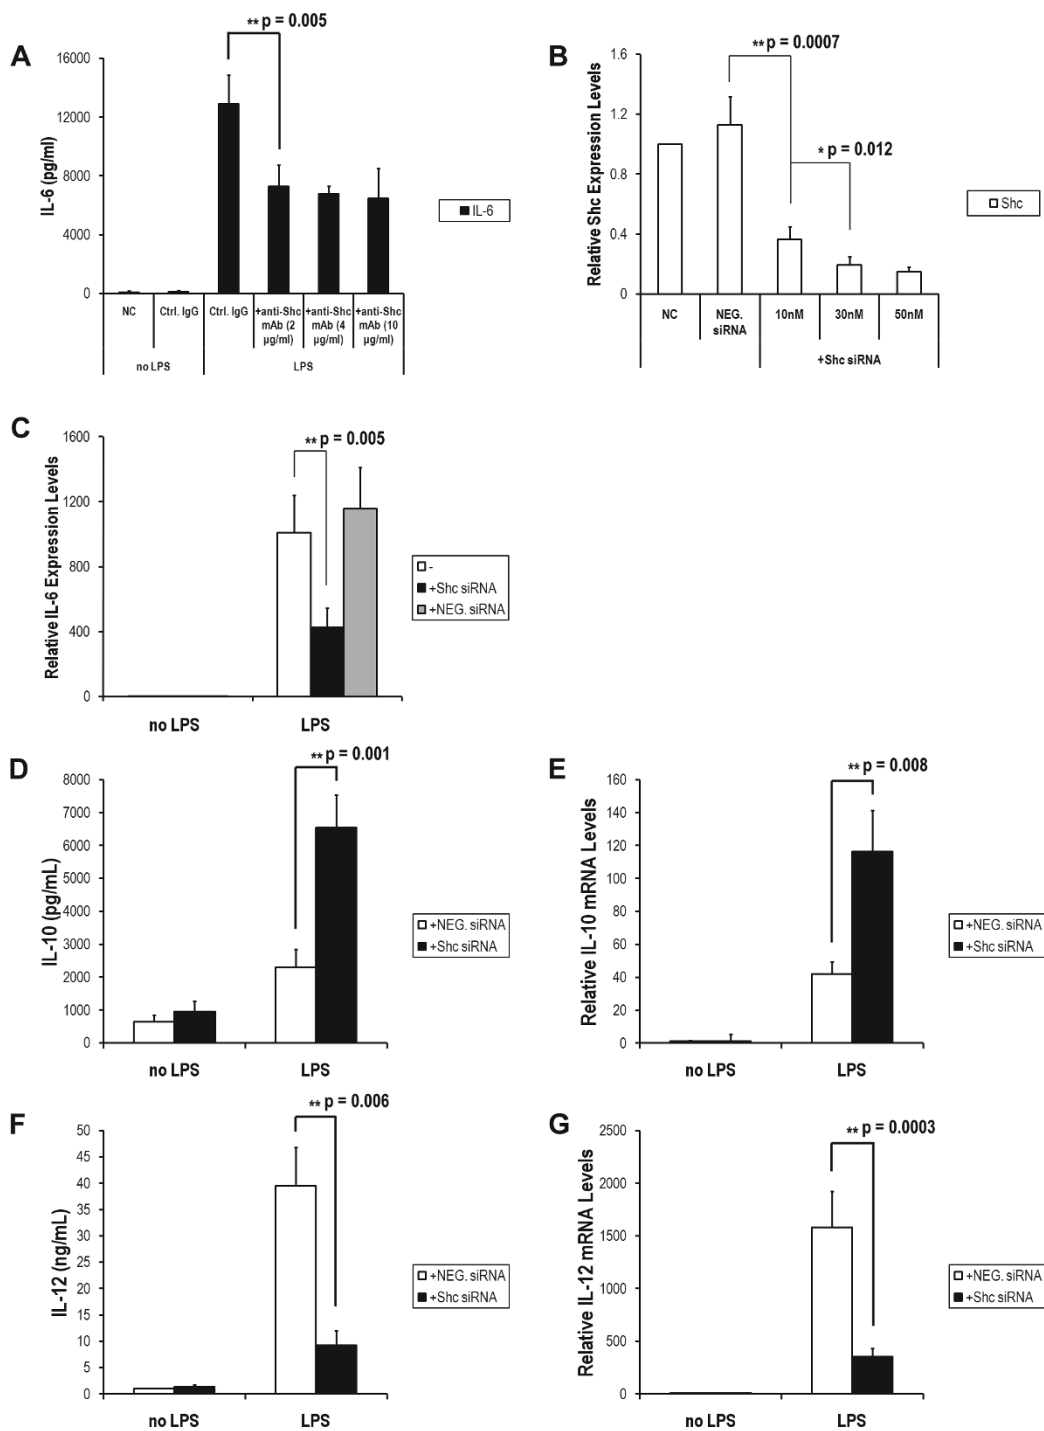 A
** p = 0.005
IL-6 (pg/ml)
16000
12000
8000
4000
0
NC
Ctrl. IgG
Ctrl. IgG
+anti-Shc mAb (2 µg/ml)
+anti-Shc mAb (4 µg/ml)
+anti-Shc mAb (10 µg/ml)
no LPS
LPS
IL-6
B
** p = 0.0007
* p = 0.012
Relative Shc Expression Levels
1.6
1.2
0.8
0.4
0
NC
NEG. siRNA
10nM
30nM
50nM
+Shc siRNA
Shc
C
** p = 0.005
Relative IL-6 Expression Levels
1600
1200
800
400
0
no LPS
LPS
-
+Shc siRNA
+NEG. siRNA
D
** p = 0.001
IL-10 (pg/mL)
8000
7000
6000
5000
4000
3000
2000
1000
0
no LPS
LPS
+NEG. siRNA
+Shc siRNA
E
** p = 0.008
Relative IL-10 mRNA Levels
160
140
120
100
80
60
40
20
0
no LPS
LPS
+NEG. siRNA
+Shc siRNA
F
** p = 0.006
IL-12 (ng/mL)
50
45
40
35
30
25
20
15
10
5
0
no LPS
LPS
+NEG. siRNA
+Shc siRNA
G
** p = 0.0003
Relative IL-12 mRNA Levels
2500
2000
1500
1000
500
0
no LPS
LPS
+NEG. siRNA
+Shc siRNA